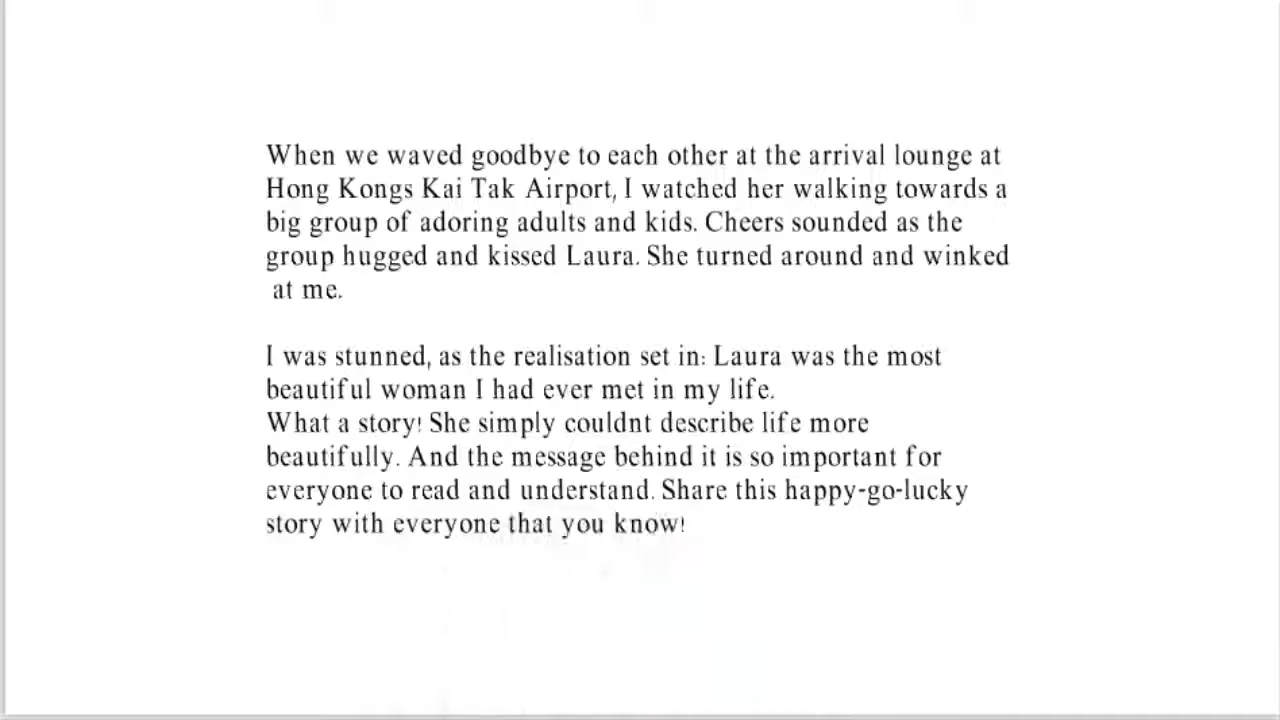 When we waved goodbye to each other at the arrival lounge at
Hong Kongs Kai Tak Airport, I watched her walking towards a
big group of adoring adults and kids. Cheers sounded as the
group hugged and kissed Laura. She turned around and winked
at me.
I was stunned, as the realisation set in: Laura was the most
beautiful woman I had ever met in my life.
What a story! She simply couldnt describe life more
beautifully. And the message behind it is so important for
everyone to read and understand. Share this happy-go-lucky
story with everyone that you know!